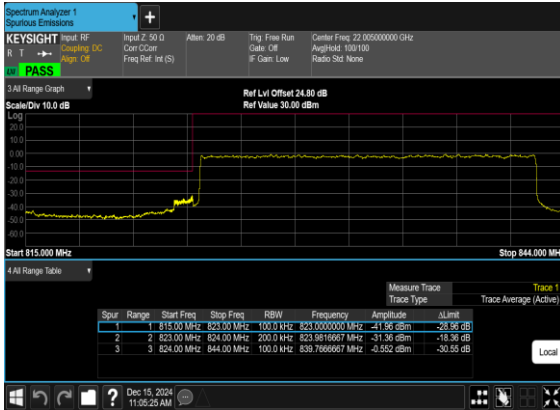 Spectrum Analyzer 1
Spurious Emissions
+
KEYSIGHT Input: RF Input Z: 50 Ω Atten: 20 dB Trig: Free Run Center Freq: 22.005000000 GHz
R T Coupling: DC Corr CCorr Gate: Off Avg|Hold: 100/100
Align: Off Freq Ref: Int (S) IF Gain: Low Radio Std: None
PASS
3 All Range Graph
Ref Lvl Offset 24.80 dB
Scale/Div 10.0 dB Ref Value 30.00 dBm
Log
20.0
10.0
0.00
-10.0
-20.0
-30.0
-40.0
-50.0
-60.0
Start 815.000 MHz Stop 844.000 MH
4 All Range Table
Measure Trace Trace 1
Trace Type Trace Average (Active)
Spur Range Start Freq Stop Freq RBW Frequency Amplitude ΔLimit
1 1 815.00 MHz 823.00 MHz 100.0 kHz 823.0000000 MHz -41.96 dBm -28.96 dB
2 2 823.00 MHz 824.00 MHz 200.0 kHz 823.9816667 MHz -31.36 dBm -18.36 dB
3 3 824.00 MHz 844.00 MHz 100.0 kHz 839.7666667 MHz -0.552 dBm -30.55 dB
Local
? Dec 15, 2024
11:05:25 AM